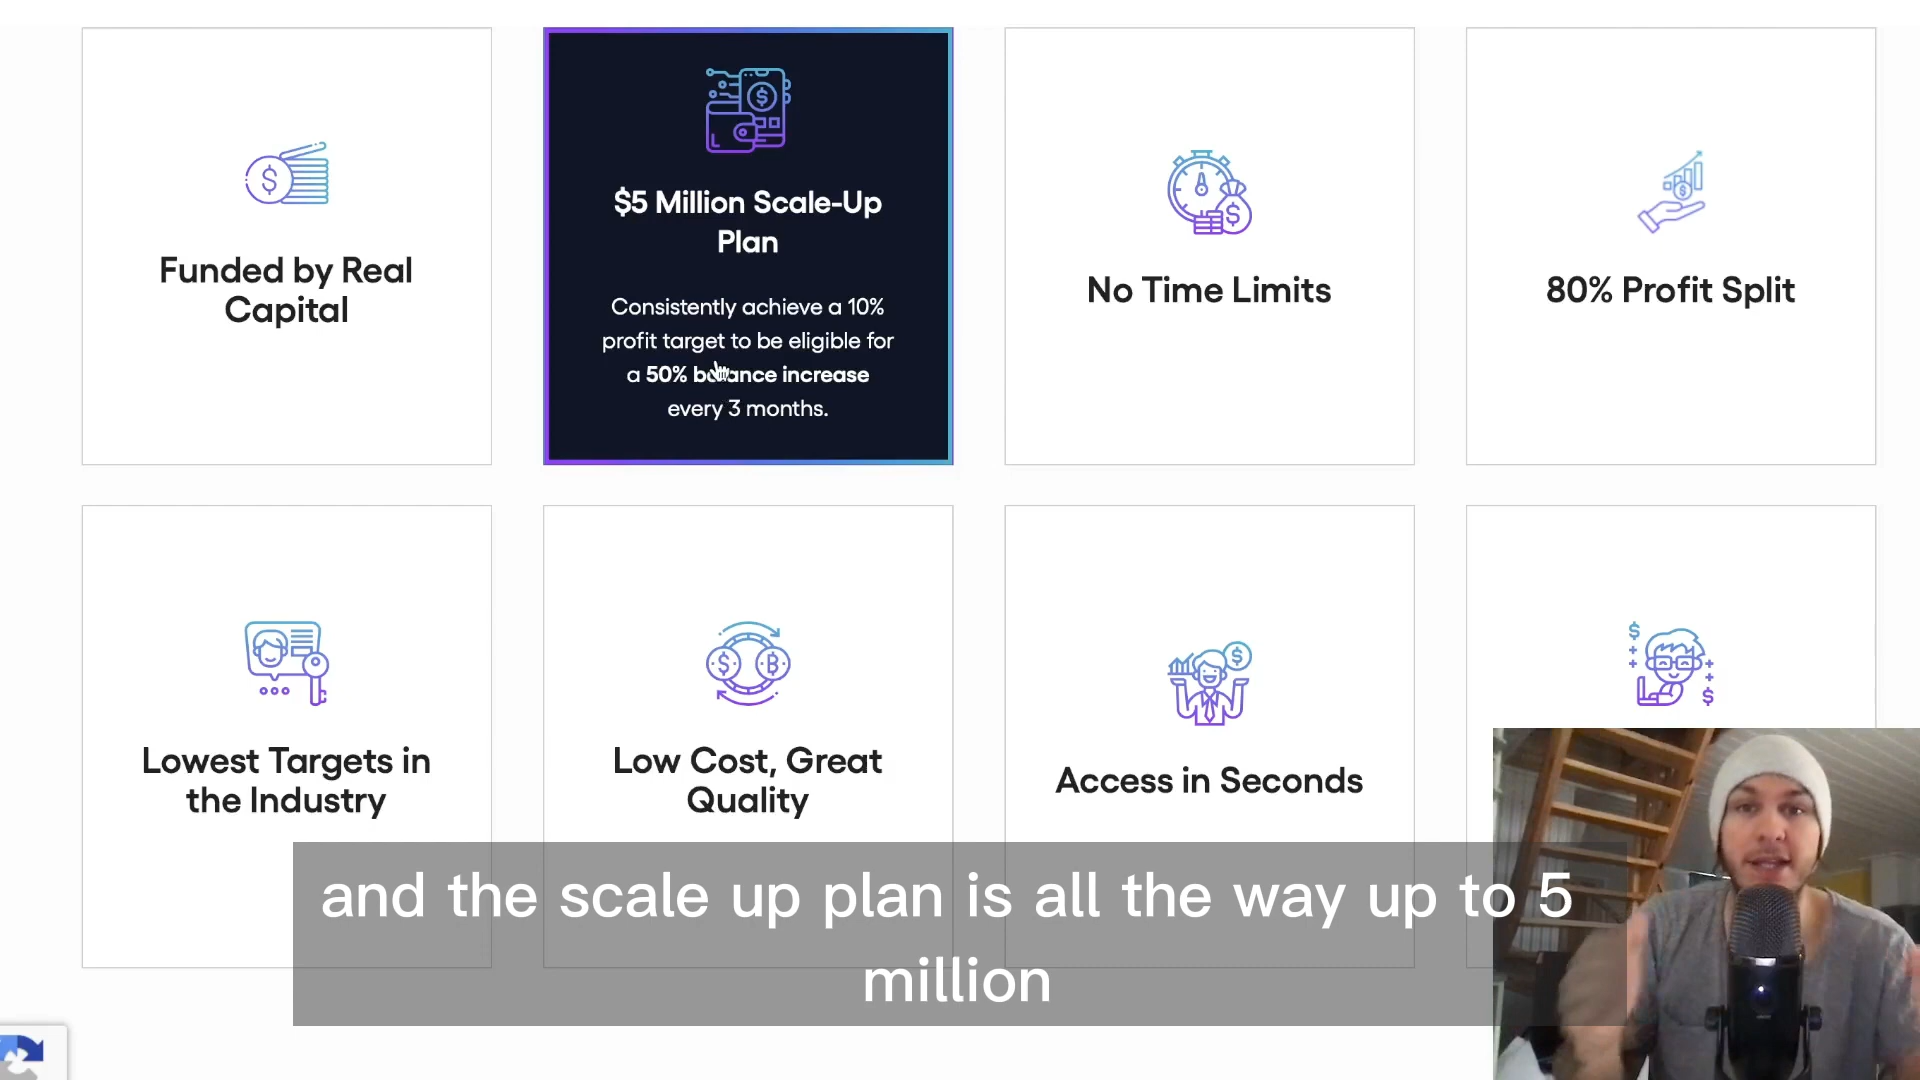 Funded by Real
Capital
$5 Million Scale-Up
Plan
Consistently achieve a 10%
profit target to be eligible for
a 50% balance increase
every 3 months.
No Time Limits
80% Profit Split
Lowest Targets in
the Industry
Low Cost, Great
Quality
Access in Seconds
and the scale up plan is all the way up to 5
million